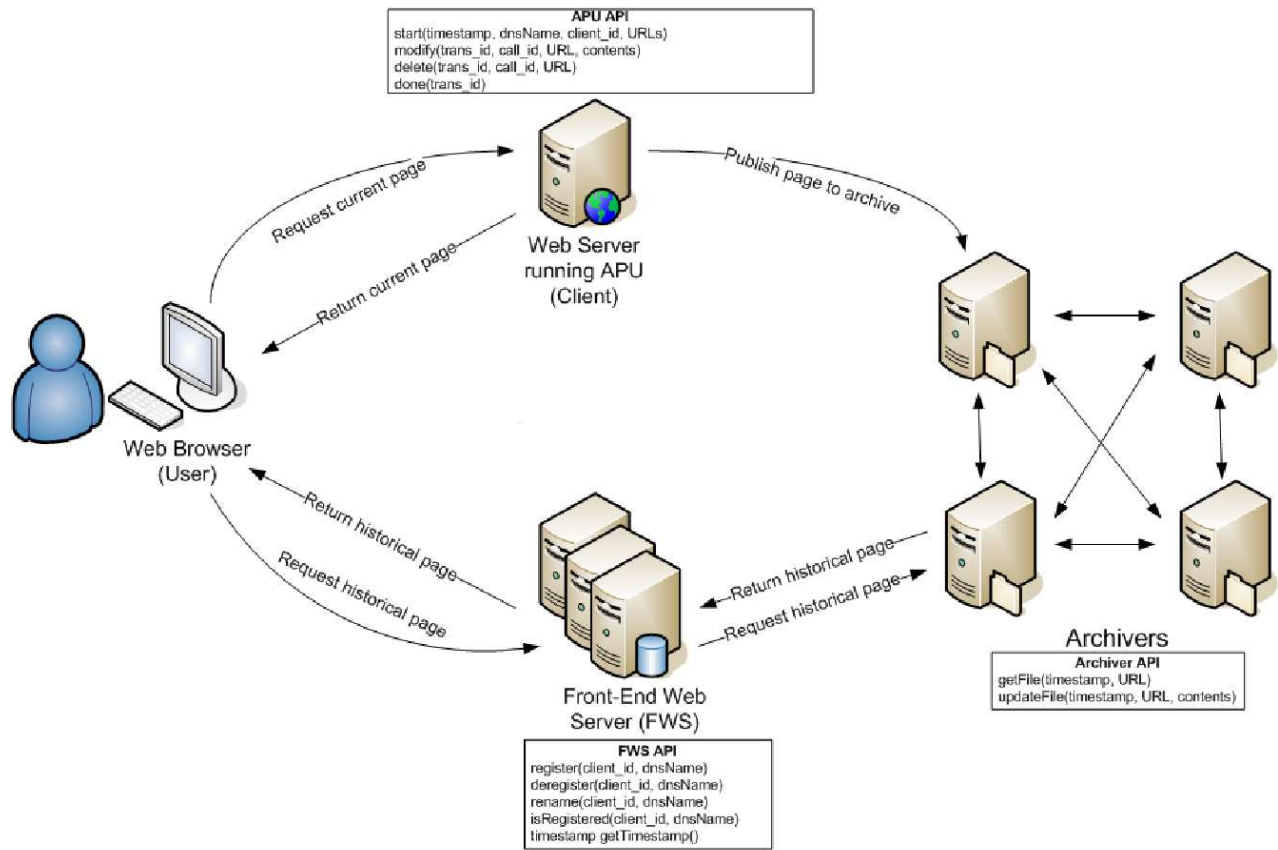 APU API
start(timestamp, dnsName, client_id, URLs)
modify(trans_id, call_id, URL, contents)
delete(trans_id, call_id, URL)
done(trans_id)
Request current page
Publish page to archive
Return current page
Web Server
running APU
(Client)
Web Browser
(User)
Return historical page
Request historical page
Return historical page
Request historical page
Front-End Web
Server (FWS)
Archivers
Archiver API
getFile(timestamp, URL)
updateFile(timestamp, URL, contents)
FWS API
register(client_id, dnsName)
deregister(client_id, dnsName)
rename(client_id, dnsName)
isRegistered(client_id, dnsName)
timestamp getTimestamp()